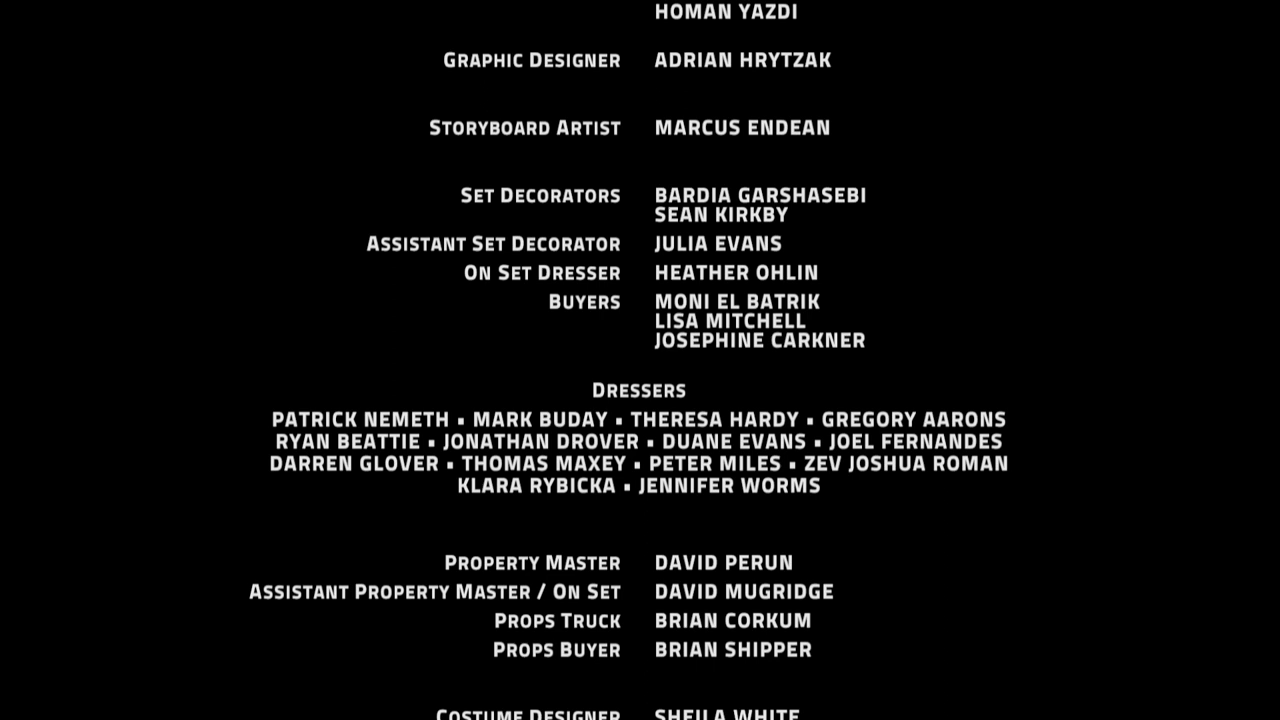 HOMAN YAZDI
GRAPHIC DESIGNER ADRIAN HRYTZAK
STORYBOARD ARTIST MARCUS ENDEAN
SET DECORATORS BARDIA GARSHASEBI
SEAN KIRKBY
ASSISTANT SET DECORATOR JULIA EVANS
ON SET DRESSER HEATHER OHLIN
BUYERS MONI EL BATRIK
LISA MITCHELL
JOSEPHINE CARKNER
DRESSERS
PATRICK NEMETH ▪ MARK BUDAY ▪ THERESA HARDY ▪ GREGORY AARONS
RYAN BEATTIE ▪ JONATHAN DROVER ▪ DUANE EVANS ▪ JOEL FERNANDES
DARREN GLOVER ▪ THOMAS MAXEY ▪ PETER MILES ▪ ZEV JOSHUA ROMAN
KLARA RYBICKA ▪ JENNIFER WORMS
PROPERTY MASTER DAVID PERUN
ASSISTANT PROPERTY MASTER / ON SET DAVID MUGRIDGE
PROPS TRUCK BRIAN CORKUM
PROPS BUYER BRIAN SHIPPER
COSTUME DESIGNER SHEILA WHITE